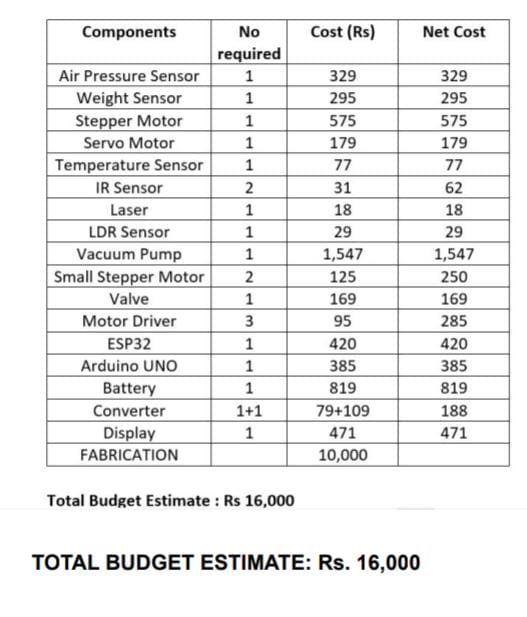 Components No required Cost (Rs) Net Cost
Air Pressure Sensor 1 329 329
Weight Sensor 1 295 295
Stepper Motor 1 575 575
Servo Motor 1 179 179
Temperature Sensor 1 77 77
IR Sensor 2 31 62
Laser 1 18 18
LDR Sensor 1 29 29
Vacuum Pump 1 1,547 1,547
Small Stepper Motor 2 125 250
Valve 1 169 169
Motor Driver 3 95 285
ESP32 1 420 420
Arduino UNO 1 385 385
Battery 1 819 819
Converter 1+1 79+109 188
Display 1 471 471
FABRICATION 10,000
Total Budget Estimate : Rs 16,000
TOTAL BUDGET ESTIMATE: Rs. 16,000